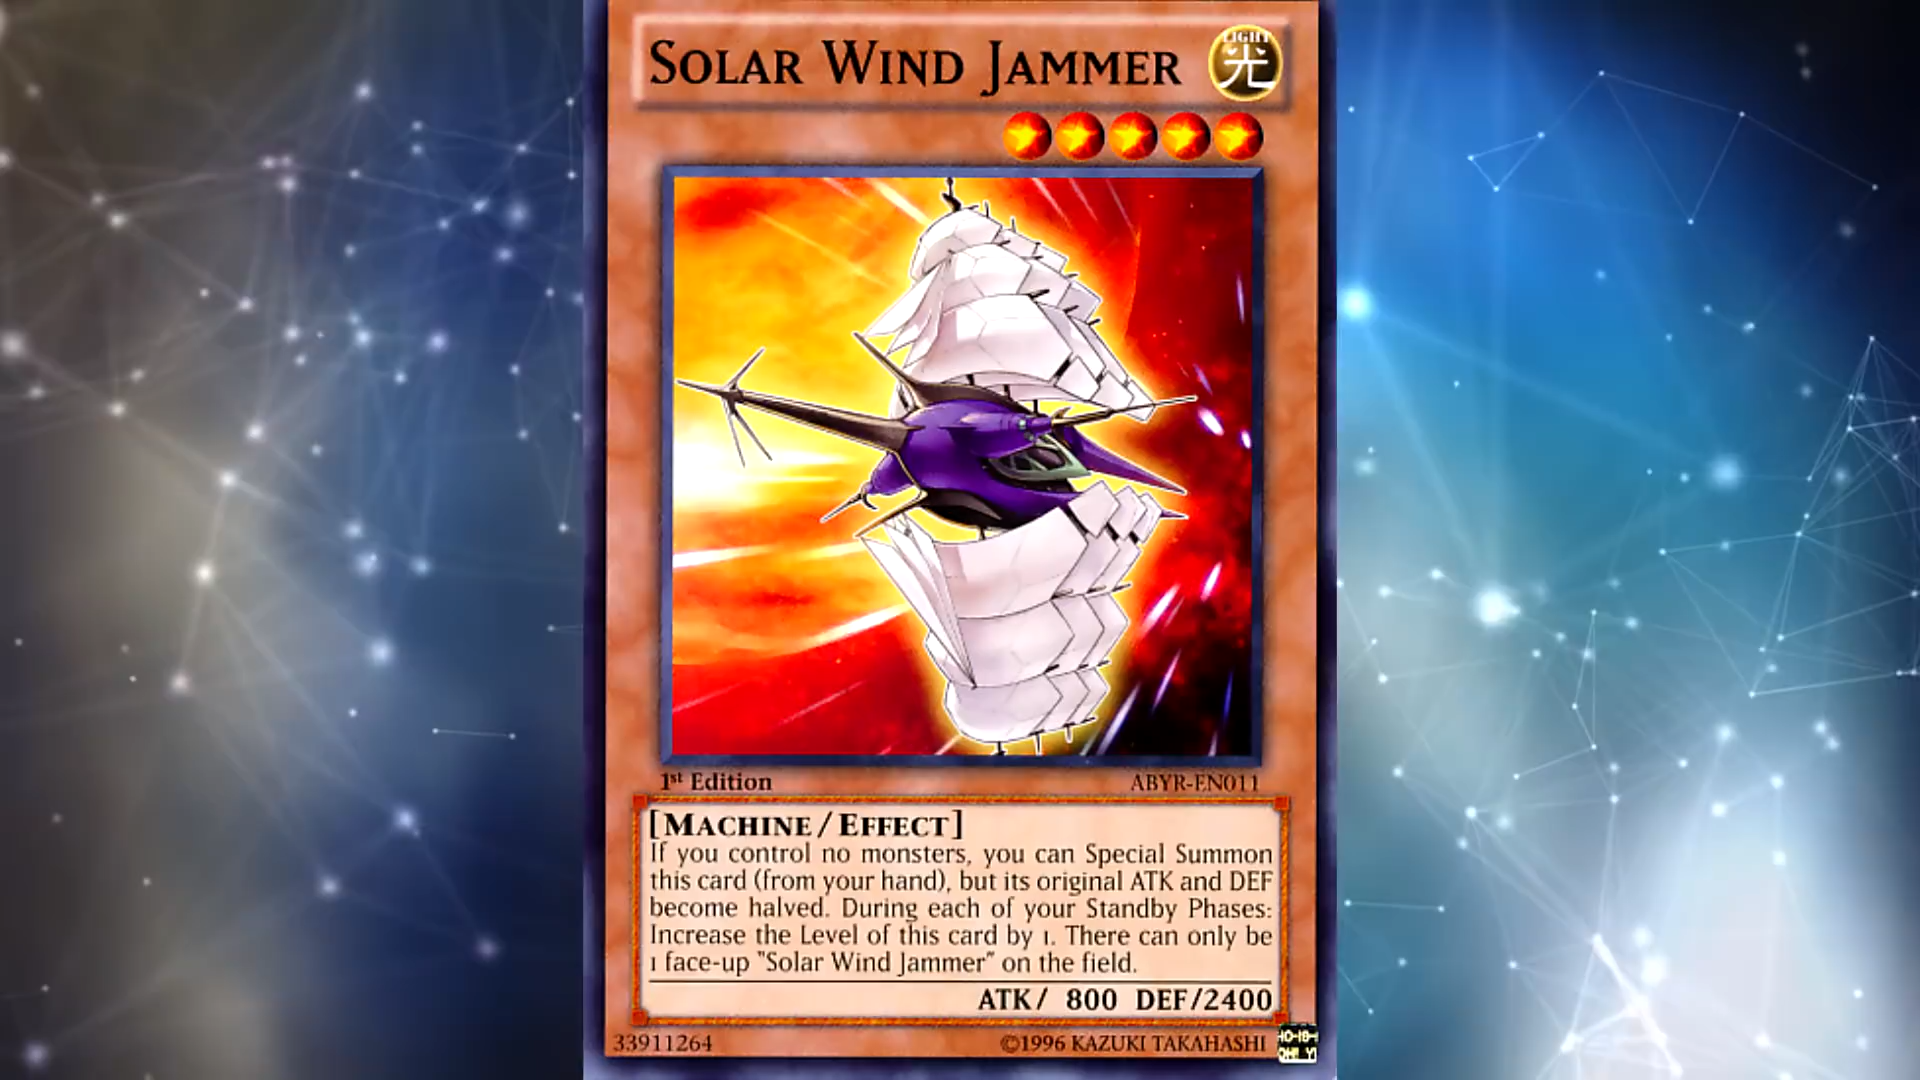 SOLAR WIND JAMMER
LIGHT
光
1st Edition
ABYR-EN011
[MACHINE/EFFECT]
If you control no monsters, you can Special Summon
this card (from your hand), but its original ATK and DEF
become halved. During each of your Standby Phases:
Increase the Level of this card by 1. There can only be
1 face-up "Solar Wind Jammer" on the field.
ATK/ 800 DEF/2400
33911264
©1996 KAZUKI TAKAHASHI